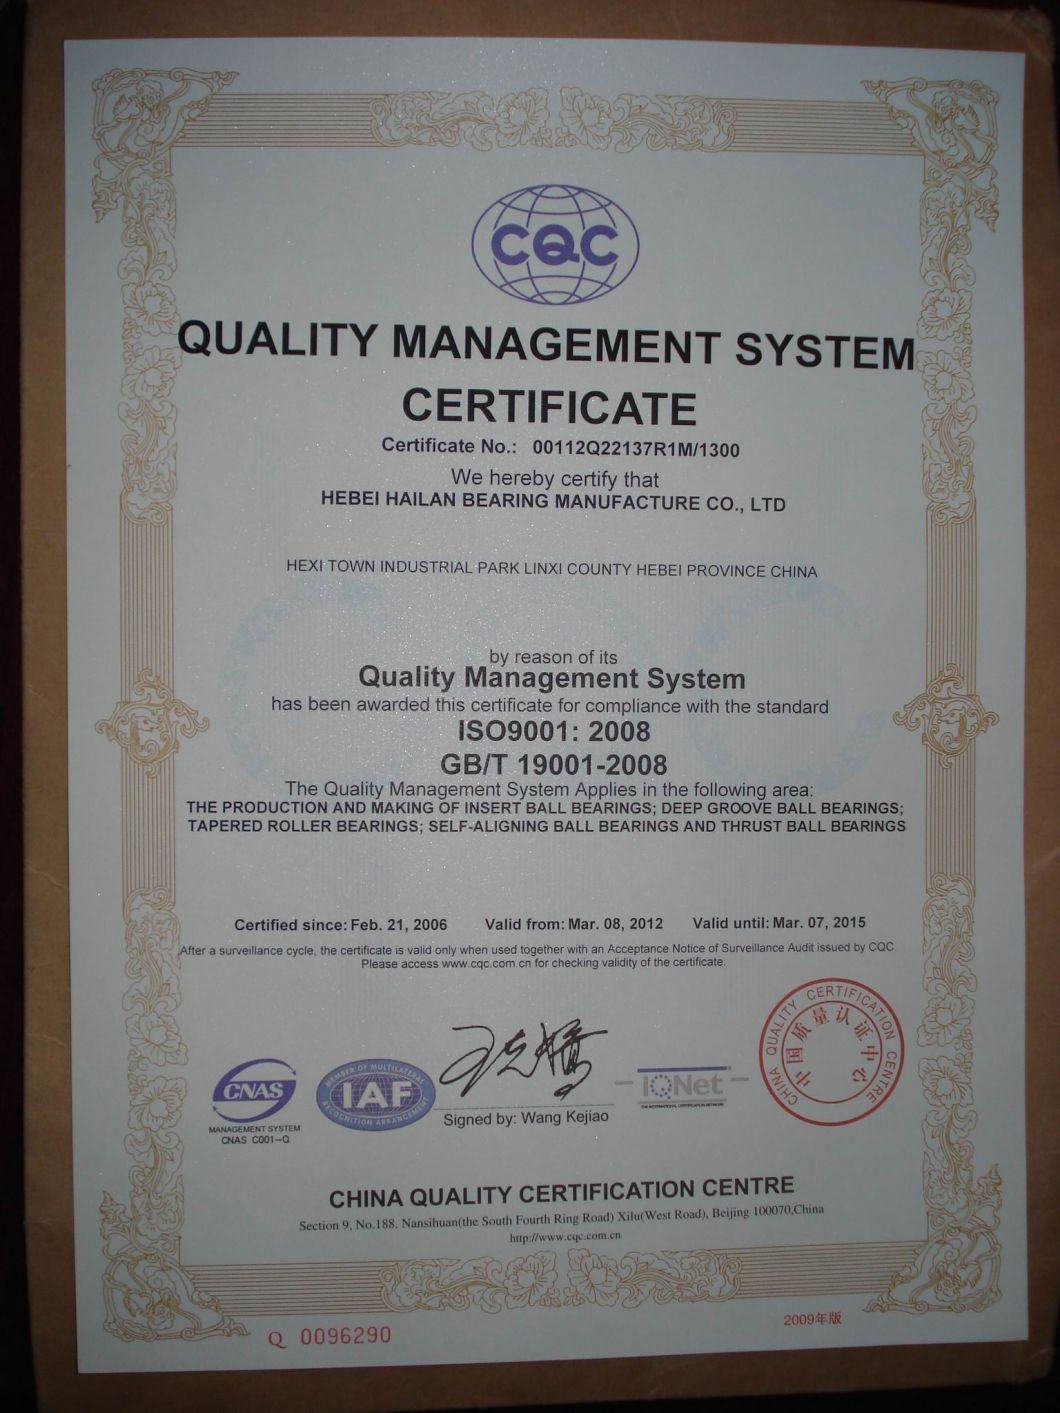 CQC
QUALITY MANAGEMENT SYSTEM
CERTIFICATE
Certificate No.: 00112Q22137R1M/1300
We hereby certify that
HEBEI HAILAN BEARING MANUFACTURE CO., LTD
HEXI TOWN INDUSTRIAL PARK LINXI COUNTY HEBEI PROVINCE CHINA
by reason of its
Quality Management System
has been awarded this certificate for compliance with the standard
ISO9001: 2008
GB/T 19001-2008
The Quality Management System Applies in the following area:
THE PRODUCTION AND MAKING OF INSERT BALL BEARINGS; DEEP GROOVE BALL BEARINGS;
TAPERED ROLLER BEARINGS; SELF-ALIGNING BALL BEARINGS AND THRUST BALL BEARINGS
Certified since: Feb. 21, 2006 Valid from: Mar. 08, 2012 Valid until: Mar. 07, 2015
After a surveillance cycle, the certificate is valid only when used together with an Acceptance Notice of Surveillance Audit issued by CQC
Please access www.cqc.com.cn for checking validity of the certificate.
CNAS
MANAGEMENT SYSTEM
CNAS C001-Q
MEMBER OF MULTILATERAL
IAF
RECOGNITION ARRANGEMENT
Signed by: Wang Kejiao
IQNet
THE INTERNATIONAL CERTIFICATION NETWORK
CHINA QUALITY CERTIFICATION CENTRE
中国质量认证中心
CHINA QUALITY CERTIFICATION CENTRE
Section 9, No.188, Nansihuan(the South Fourth Ring Road) Xilu(West Road), Beijing 100070,China
http://www.cqc.com.cn
Q 0096290
2009年版